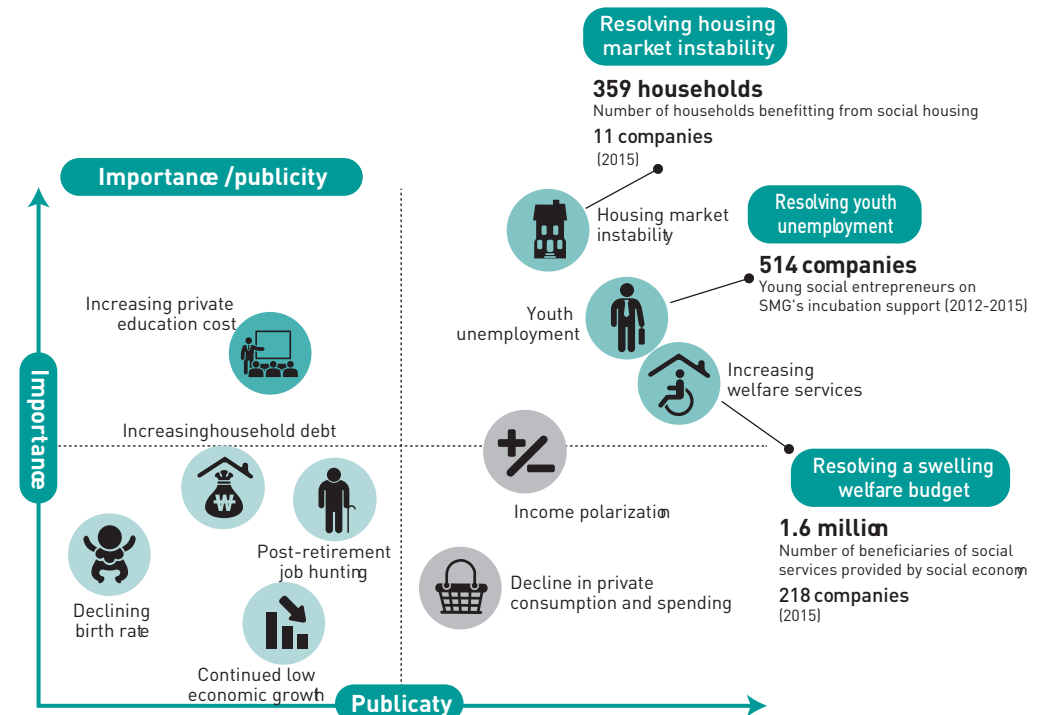 Resolving housing
market instability
359 households
Number of households benefitting from social housing
11 companies
(2015)
Importance /publicity
Housing market
instability
Resolving youth
unemployment
514 companies
Young social entrepreneurs on
SMG's incubation support (2012-2015)
Increasing private
education cost
Youth
unemployment
Increasing
welfare services
Importance
Increasinghousehold debt
Resolving a swelling
welfare budget
1.6 million
Number of beneficiaries of social
services provided by social economy
218 companies
(2015)
₩
Income polarization
Post-retirement
job hunting
Decline in private
consumption and spending
Declining
birth rate
Continued low
economic growth
Publicaty